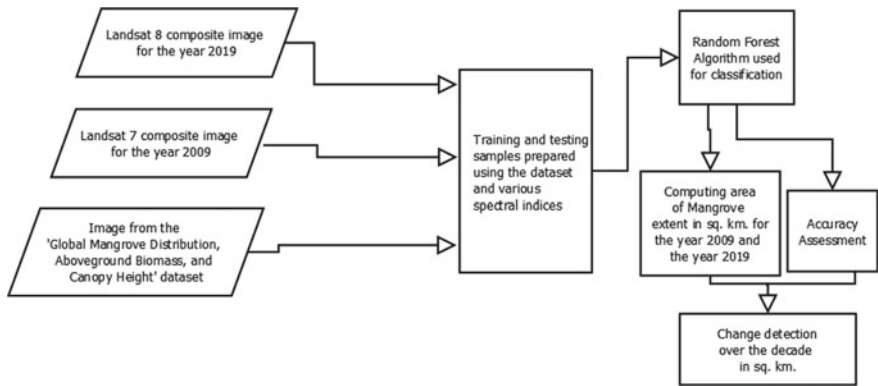 Landsat 8 composite image
for the year 2019
Landsat 7 composite image
for the year 2009
Image from the
'Global Mangrove Distribution,
Aboveground Biomass, and
Canopy Height' dataset
Training and testing
samples prepared
using the dataset
and various
spectral indices
Random Forest
Algorithm used
for classification
Computing area
of Mangrove
extent in sq. km. for
the year 2009 and
the year 2019
Accuracy
Assessment
Change detection
over the decade
in sq. km.